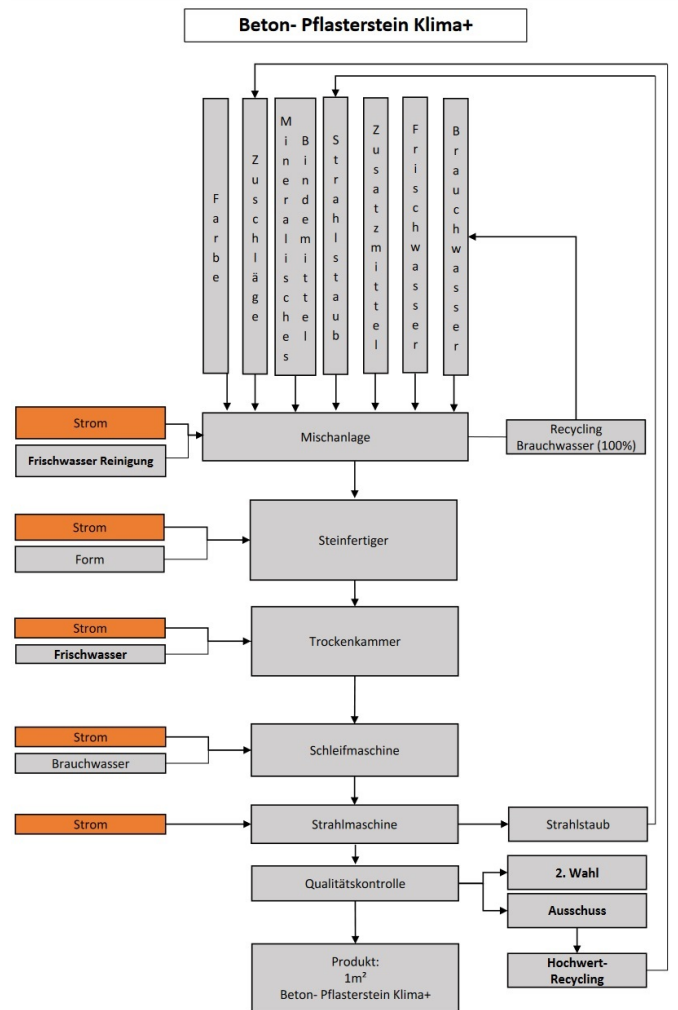 Beton- Pflasterstein Klima+
Farbe
Zuschläge
Mineralisches
Bindemittel
Strahlstaub
Zusatzmittel
Frischwasser
Brauchwasser
Strom
Frischwasser Reinigung
Mischanlage
Recycling
Brauchwasser (100%)
Strom
Form
Steinfertiger
Strom
Frischwasser
Trockenkammer
Strom
Brauchwasser
Schleifmaschine
Strom
Strahlmaschine
Strahlstaub
Qualitätskontrolle
2. Wahl
Ausschuss
Hochwert-
Recycling
Produkt:
1m²
Beton- Pflasterstein Klima+